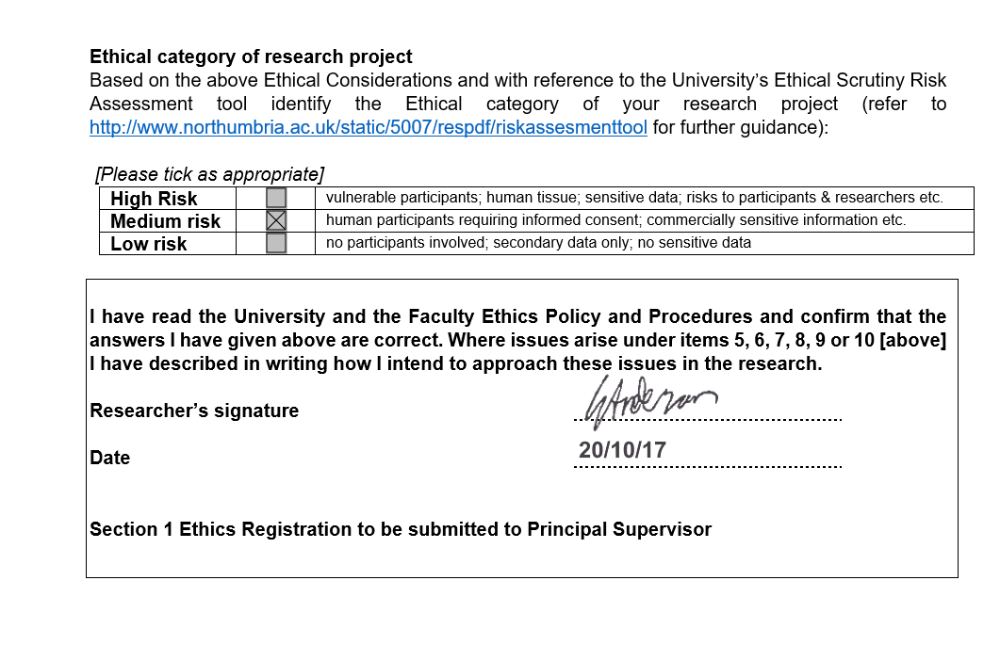 Ethical category of research project
Based on the above Ethical Considerations and with reference to the University's Ethical Scrutiny Risk
Assessment tool identify the Ethical category of your research project (refer to
http://www.northumbria.ac.uk/static/5007/respdf/riskassesmenttool for further guidance):
[Please tick as appropriate]
High Risk vulnerable participants; human tissue; sensitive data; risks to participants & researchers etc.
Medium risk human participants requiring informed consent; commercially sensitive information etc.
Low risk no participants involved; secondary data only; no sensitive data
I have read the University and the Faculty Ethics Policy and Procedures and confirm that the
answers I have given above are correct. Where issues arise under items 5, 6, 7, 8, 9 or 10 [above]
I have described in writing how I intend to approach these issues in the research.
Researcher's signature
Date 20/10/17
Section 1 Ethics Registration to be submitted to Principal Supervisor